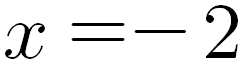 x = − 2